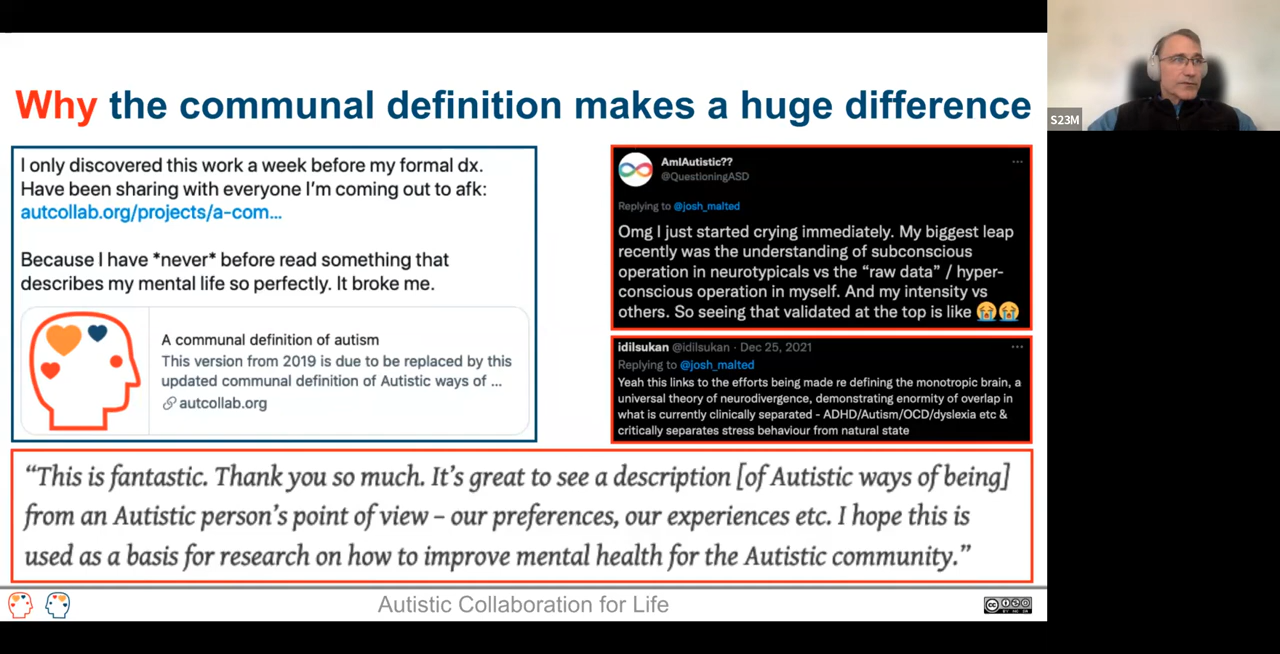 Why the communal definition makes a huge difference
S23M
I only discovered this work a week before my formal dx.
Have been sharing with everyone I'm coming out to afk:
autcollab.org/projects/a-com...
Because I have *never* before read something that
describes my mental life so perfectly. It broke me.
A communal definition of autism
This version from 2019 is due to be replaced by this
updated communal definition of Autistic ways of ...
autcollab.org
AmIAutistic??
@QuestioningASD
Replying to @josh_malted
Omg I just started crying immediately. My biggest leap
recently was the understanding of subconscious
operation in neurotypicals vs the “raw data” / hyper-
conscious operation in myself. And my intensity vs
others. So seeing that validated at the top is like 😭😭
idilsukan @idilsukan · Dec 25, 2021
Replying to @josh_malted
Yeah this links to the efforts being made re defining the monotropic brain, a
universal theory of neurodivergence, demonstrating enormity of overlap in
what is currently clinically separated - ADHD/Autism/OCD/dyslexia etc &
critically separates stress behaviour from natural state
“This is fantastic. Thank you so much. It's great to see a description [of Autistic ways of being]
from an Autistic person's point of view – our preferences, our experiences etc. I hope this is
used as a basis for research on how to improve mental health for the Autistic community.”
Autistic Collaboration for Life